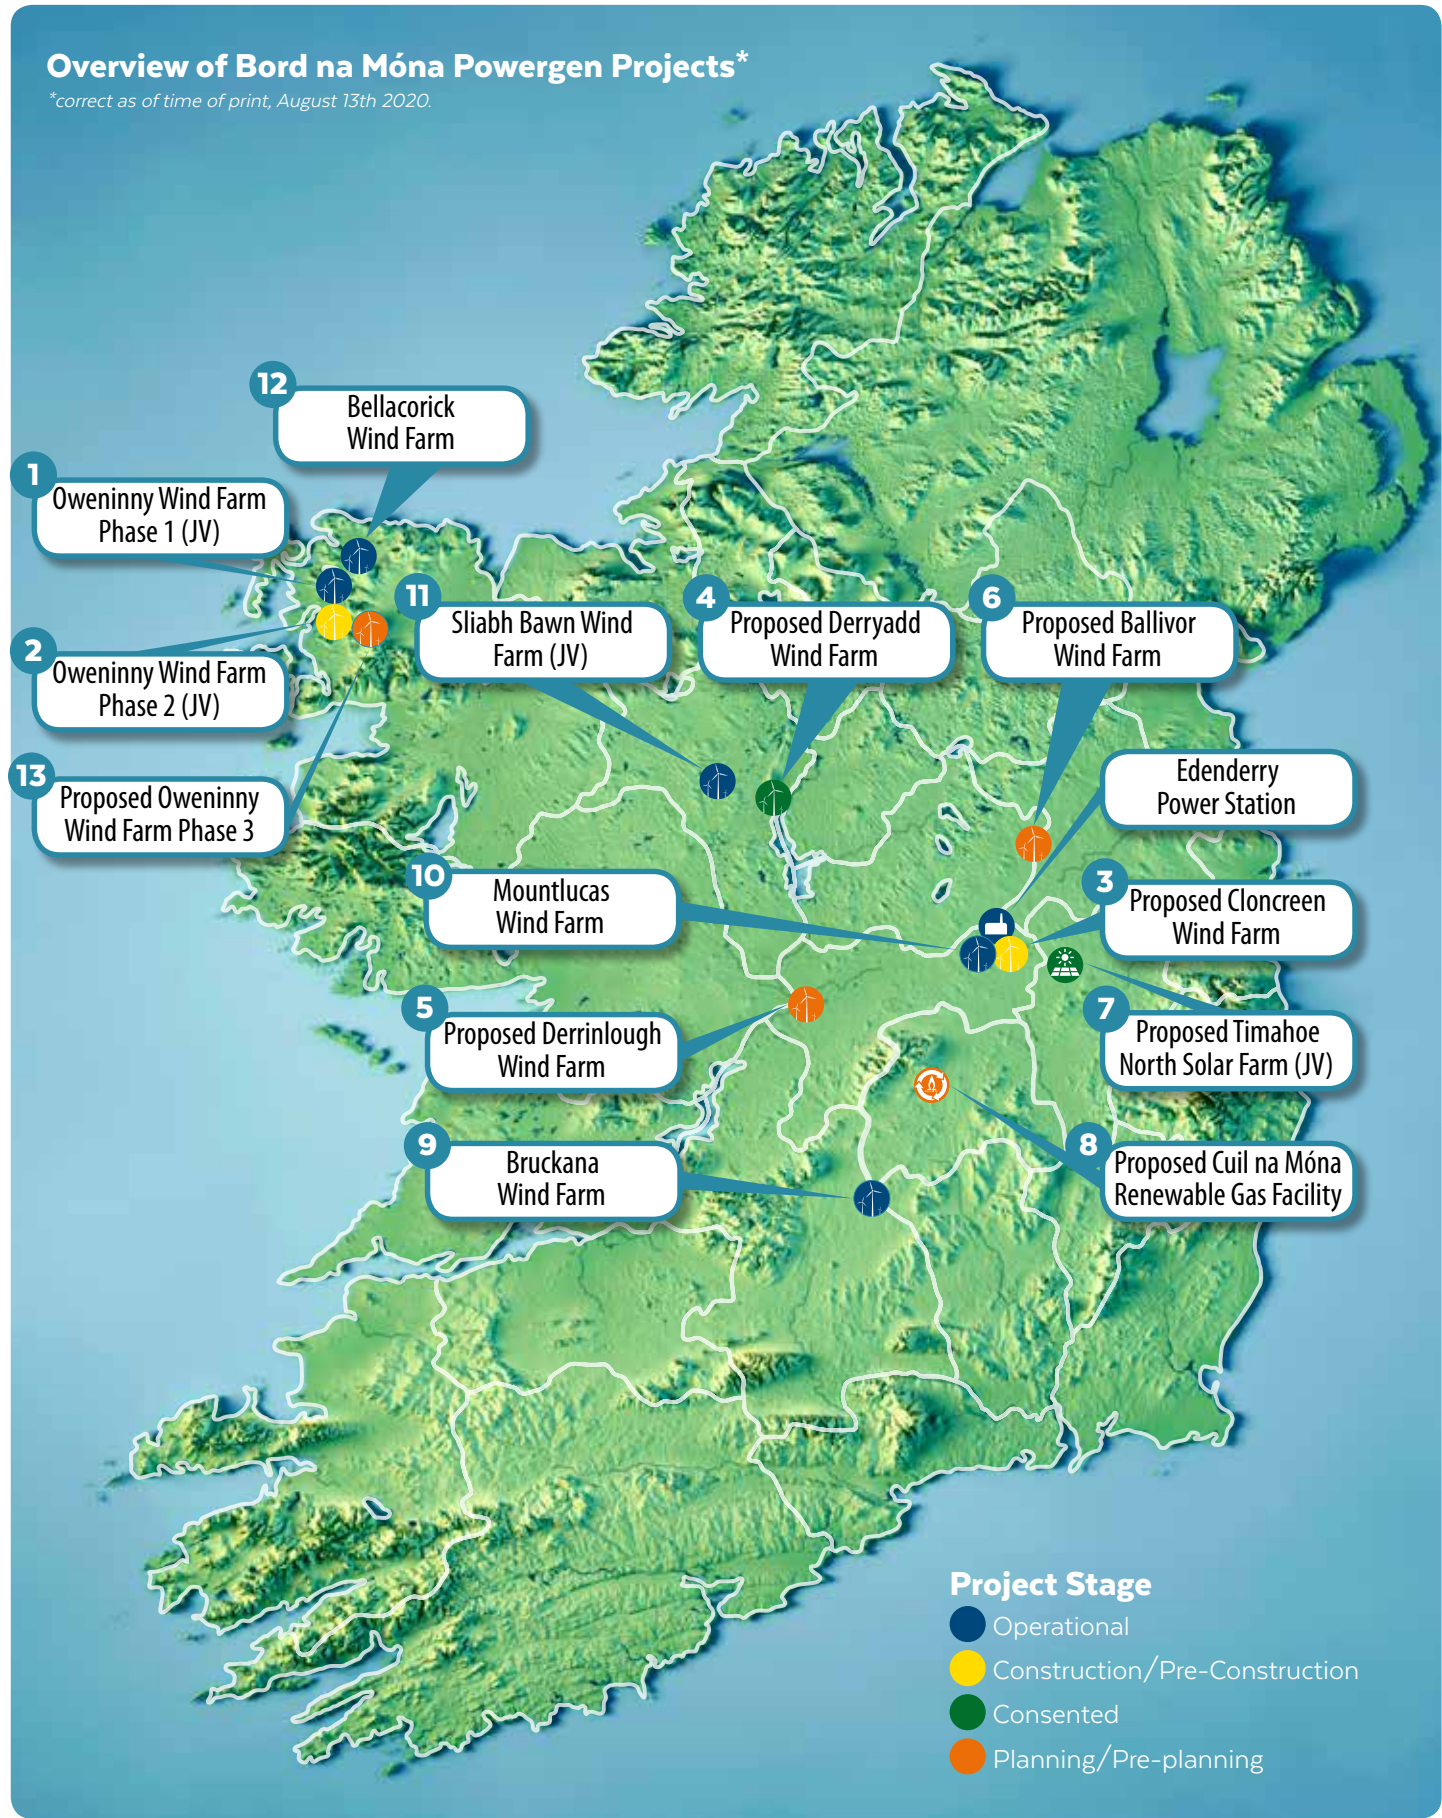 Overview of Bord na Móna Powergen Projects*
*correct as of time of print, August 13th 2020.
12
Bellacorick
Wind Farm
1
Oweninny Wind Farm
Phase 1 (JV)
2
Oweninny Wind Farm
Phase 2 (JV)
13
Proposed Oweninny
Wind Farm Phase 3
11
Sliabh Bawn Wind
Farm (JV)
4
Proposed Derryadd
Wind Farm
6
Proposed Ballivor
Wind Farm
Edenderry
Power Station
10
Mountlucas
Wind Farm
3
Proposed Cloncreen
Wind Farm
5
Proposed Derrinlough
Wind Farm
7
Proposed Timahoe
North Solar Farm (JV)
9
Bruckana
Wind Farm
8
Proposed Cuil na Móna
Renewable Gas Facility
Project Stage
Operational
Construction/Pre-Construction
Consented
Planning/Pre-planning